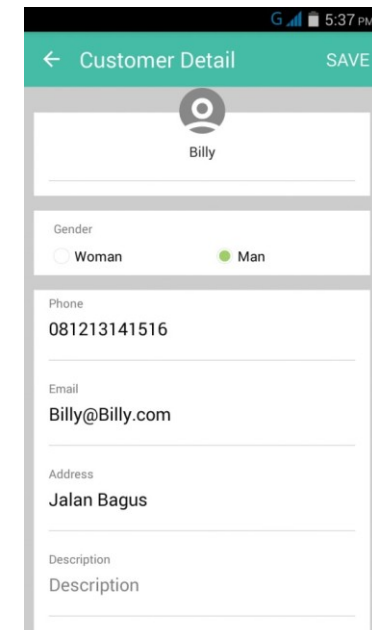 G 5:37 PM
← Customer Detail SAVE
Billy
Gender
Woman Man
Phone
081213141516
Email
Billy@Billy.com
Address
Jalan Bagus
Description
Description